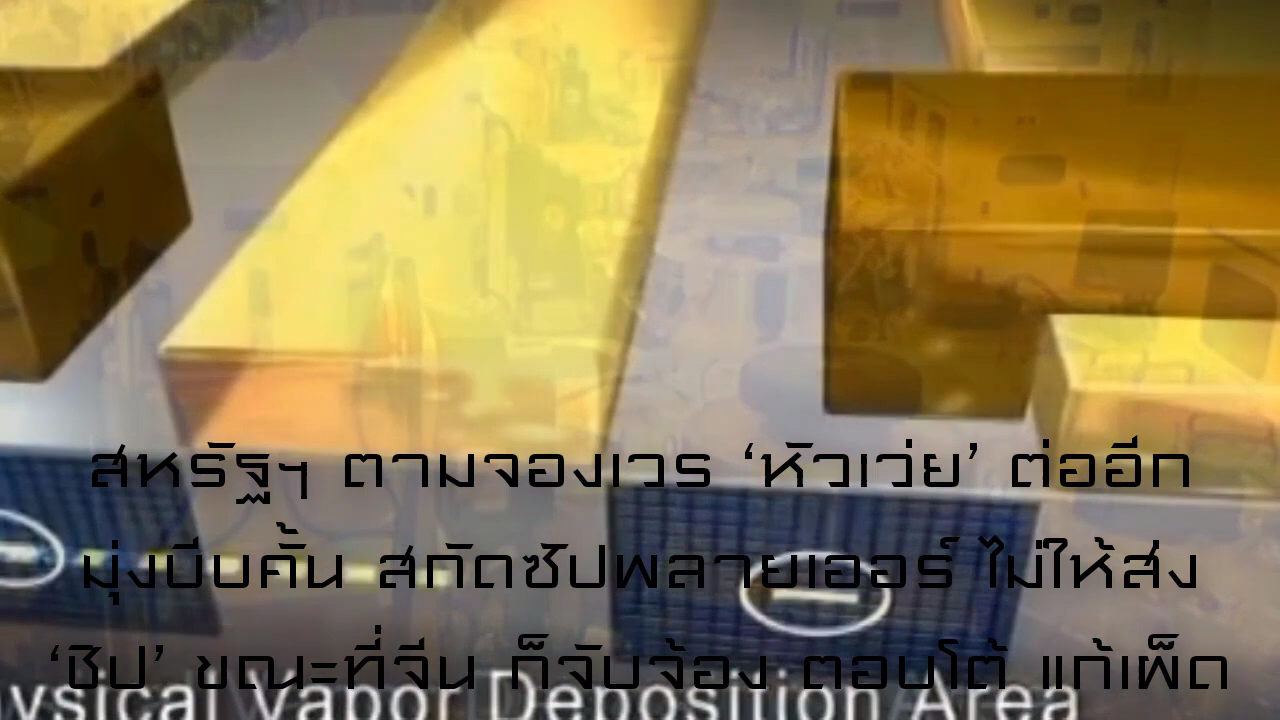 สหรัฐฯ ตามจองเวร ‘หัวเว่ย’ ต่ออีก
มุ่งบีบคั้น สกัดซัปพลายเออร์ ไม่ให้ส่ง
‘ชิป’ ขณะที่จีน ก็จับจ้อง ตอบโต้ แก้เผ็ด
ysical Vapor Deposition Area